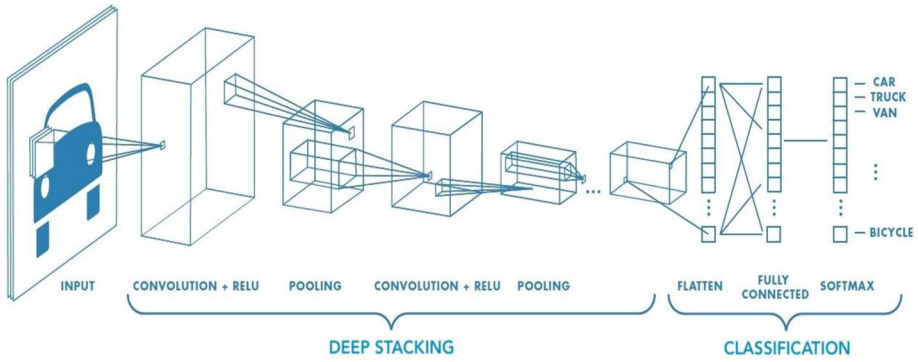 CAR
TRUCK
VAN
BICYCLE
INPUT
CONVOLUTION + RELU
POOLING
CONVOLUTION + RELU
POOLING
FLATTEN
FULLY
CONNECTED
SOFTMAX
DEEP STACKING
CLASSIFICATION